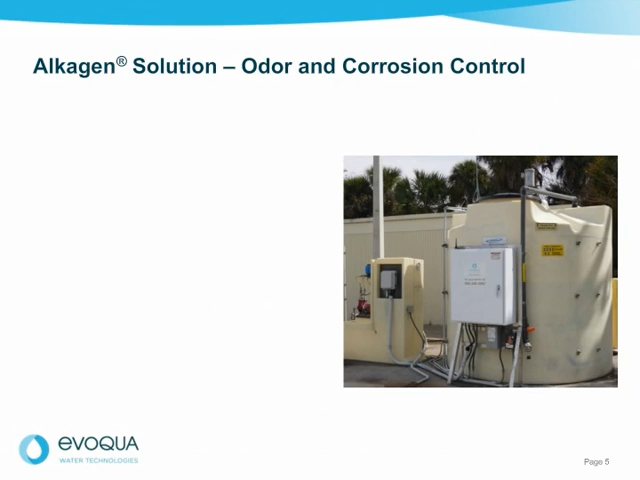 Alkagen® Solution – Odor and Corrosion Control
evoqua
WATER TECHNOLOGIES
Page 5